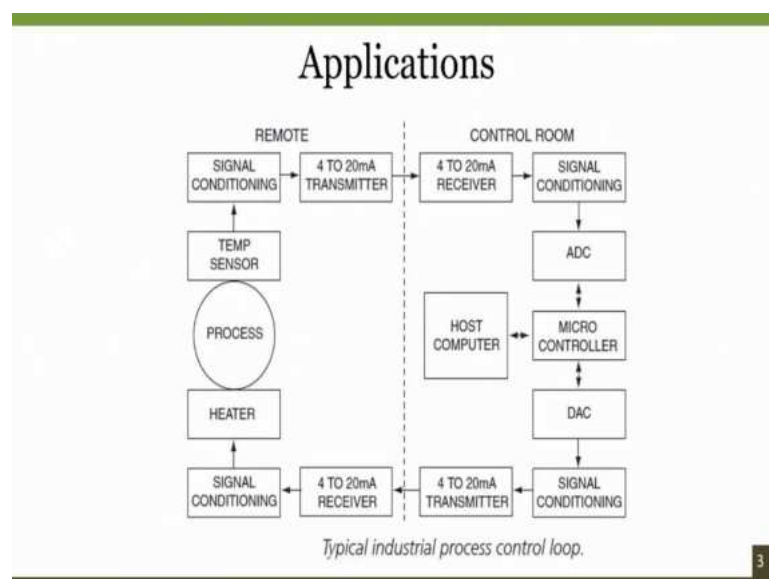 Applications
REMOTE
CONTROL ROOM
SIGNAL
CONDITIONING
4 TO 20mA
TRANSMITTER
4 TO 20mA
RECEIVER
SIGNAL
CONDITIONING
TEMP
SENSOR
ADC
PROCESS
HOST
COMPUTER
MICRO
CONTROLLER
HEATER
DAC
SIGNAL
CONDITIONING
4 TO 20mA
RECEIVER
4 TO 20mA
TRANSMITTER
SIGNAL
CONDITIONING
Typical industrial process control loop.
3